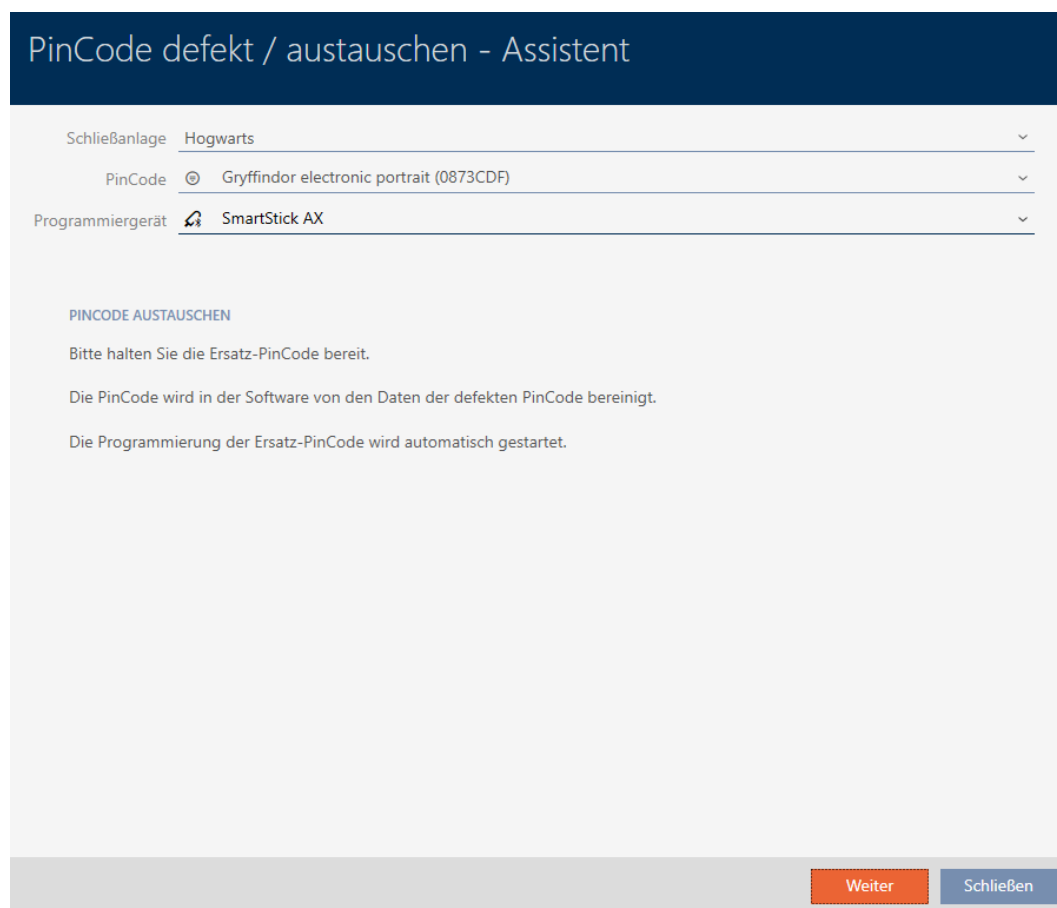 PinCode defekt / austauschen - Assistent
Schließanlage Hogwarts
PinCode Gryffindor electronic portrait (0873CDF)
Programmiergerät SmartStick AX
PINCODE AUSTAUSCHEN
Bitte halten Sie die Ersatz-PinCode bereit.
Die PinCode wird in der Software von den Daten der defekten PinCode bereinigt.
Die Programmierung der Ersatz-PinCode wird automatisch gestartet.
Weiter Schließen